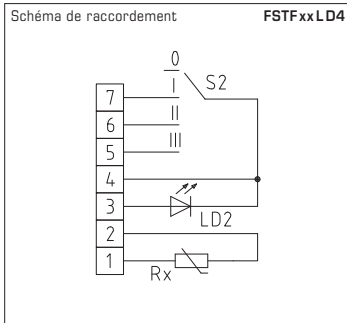 Schéma de raccordement FSTFxxLD4
0
I S2
7
II
6
III
5
4
3
LD2
2
1
Rx